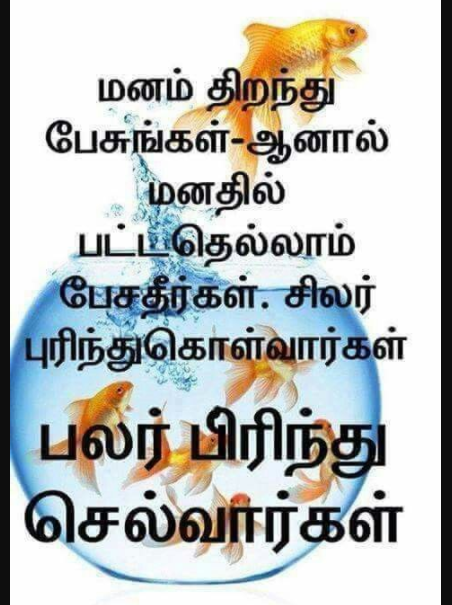 மனம் திறந்து
பேசுங்கள்-ஆனால்
மனதில்
பட்டதெல்லாம்
பேசதீர்கள். சிலர்
புரிந்துகொள்வார்கள்
பலர் பிரிந்து
செல்வார்கள்